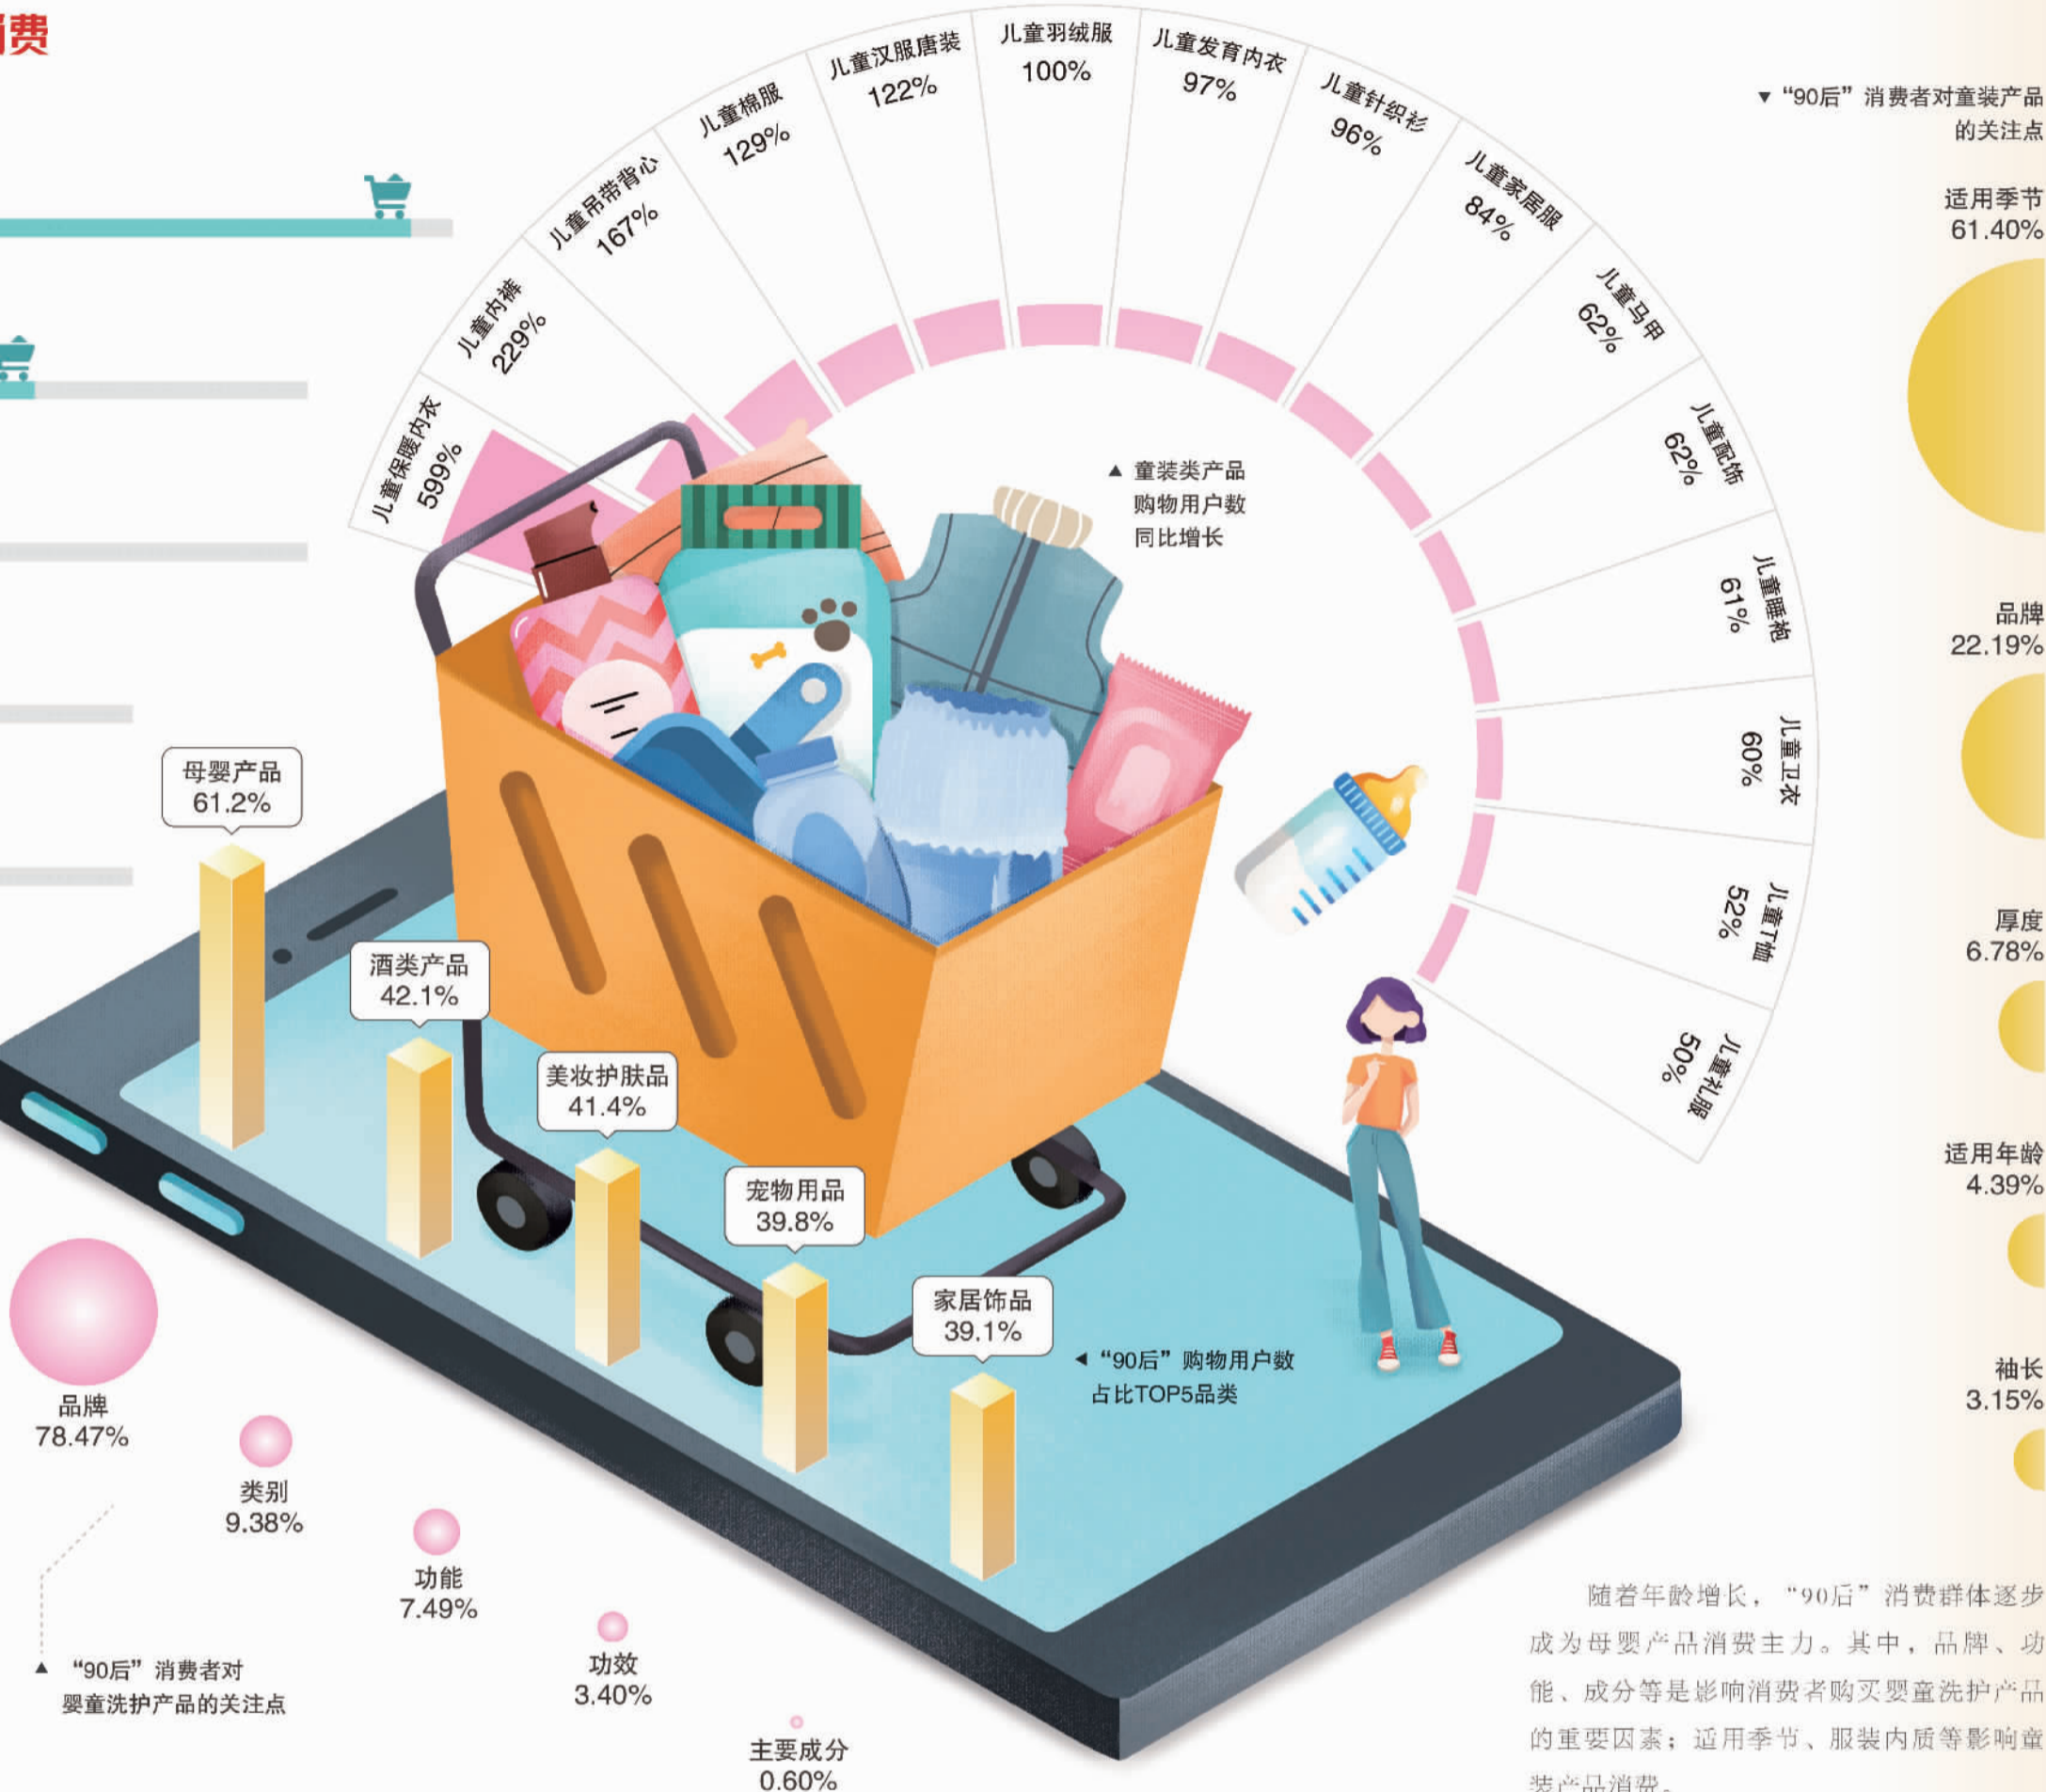 消费
儿童保暖内衣
599%
儿童内裤
229%
儿童吊带背心
167%
儿童棉服
129%
儿童汉服唐装
122%
儿童羽绒服
100%
儿童发育内衣
97%
儿童针织衫
96%
儿童家居服
84%
儿童马甲
62%
儿童配饰
62%
儿童睡袍
61%
儿童卫衣
60%
儿童T恤
52%
儿童礼服
50%
▲ 童装类产品
购物用户数
同比增长
▼ “90后”消费者对童装产品
的关注点
适用季节
61.40%
品牌
22.19%
厚度
6.78%
适用年龄
4.39%
袖长
3.15%
母婴产品
61.2%
酒类产品
42.1%
美妆护肤品
41.4%
宠物用品
39.8%
家居饰品
39.1%
◀ “90后”购物用户数
占比TOP5品类
品牌
78.47%
类别
9.38%
功能
7.49%
功效
3.40%
主要成分
0.60%
▲ “90后”消费者对
婴童洗护产品的关注点
随着年龄增长，“90后”消费群体逐步
成为母婴产品消费主力。其中，品牌、功
能、成分等是影响消费者购买婴童洗护产品
的重要因素；适用季节、服装内质等影响童
装产品消费。